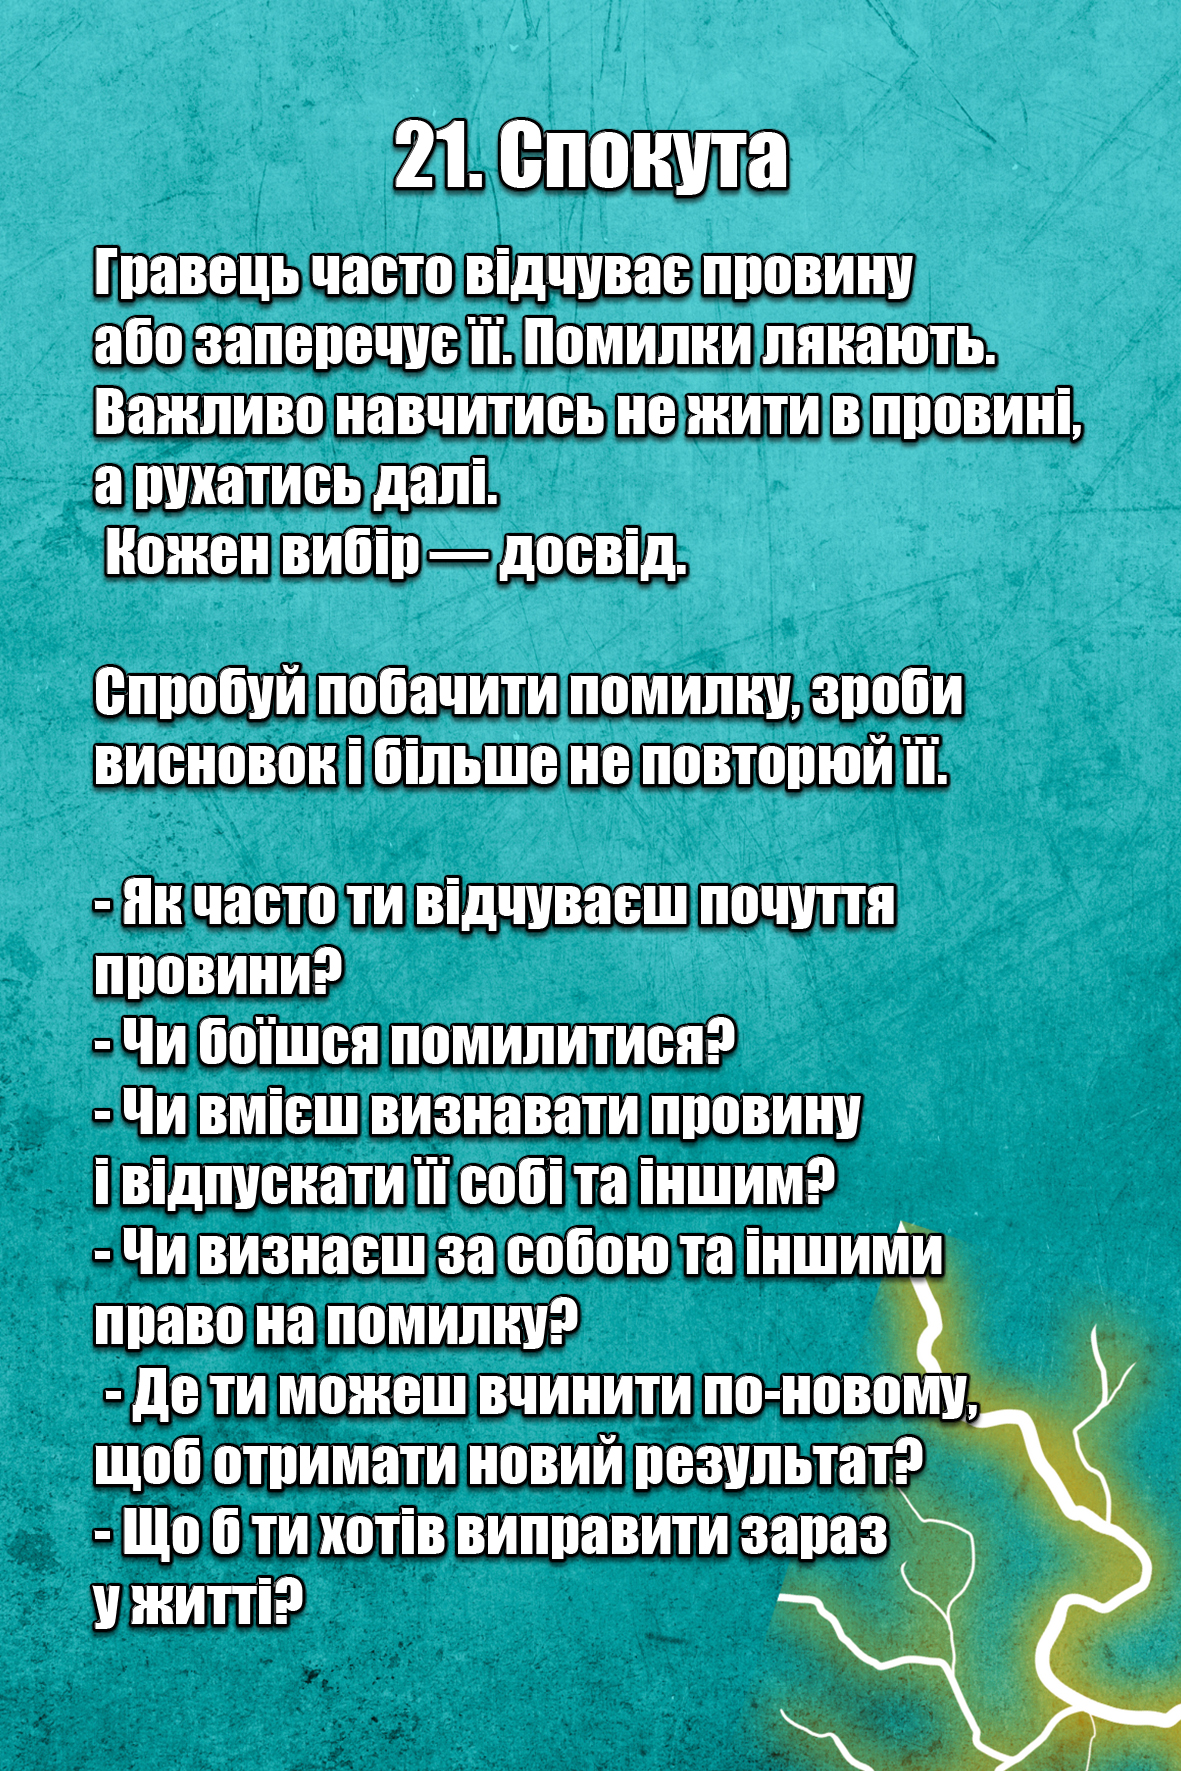 21. Спокута
Гравець часто відчуває провину
або заперечує її. Помилки лякають.
Важливо навчитись не жити в провині,
а рухатись далі.
Кожен вибір — досвід.
Спробуй побачити помилку, зроби
висновок і більше не повторюй її.
- Як часто ти відчуваєш почуття
провини?
- Чи боїшся помилитися?
- Чи вмієш визнавати провину
і відпускати її собі та іншим?
- Чи визнаєш за собою та іншими
право на помилку?
- Де ти можеш вчинити по-новому,
щоб отримати новий результат?
- Що б ти хотів виправити зараз
у житті?